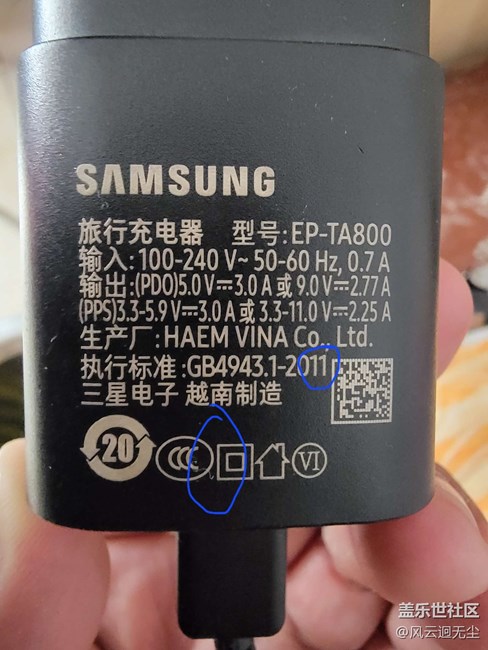 SAMSUNG
旅行充电器 型号:EP-TA800
输入:100-240 V~ 50-60 Hz, 0.7 A
输出:(PDO)5.0 V⎓3.0 A 或 9.0 V⎓2.77 A
(PPS)3.3-5.9 V⎓3.0 A 或 3.3-11.0 V⎓2.25 A
生产厂:HAEM VINA Co., Ltd.
执行标准:GB4943.1-2011
三星电子 越南制造
20 CCC VI
盖乐世社区
@风云迴无尘